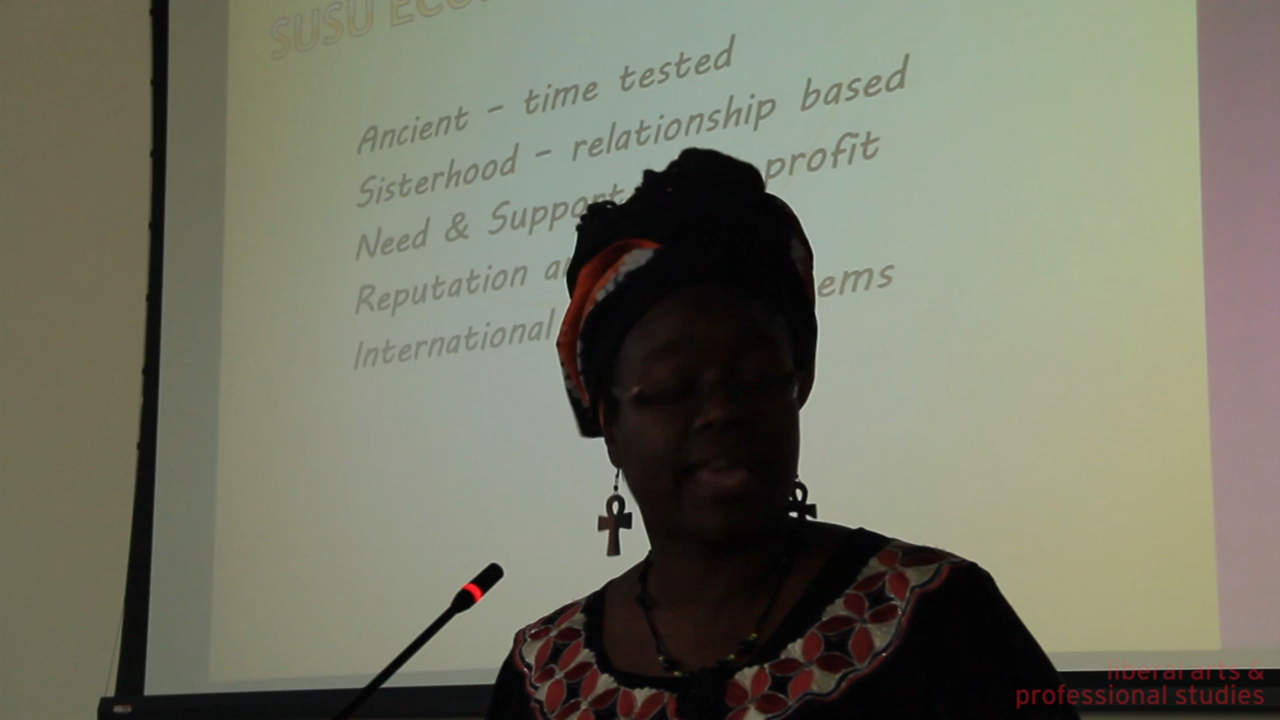 SUSU ECO
Ancient - time tested
Sisterhood - relationship based
Need & Support profit
Reputation a
International ems
liberal arts &
professional studies